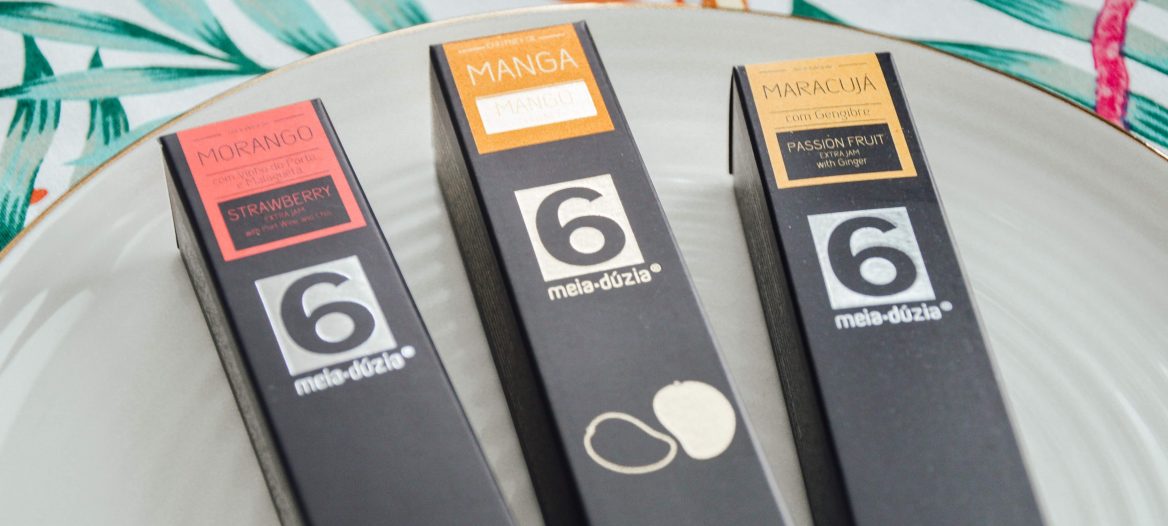 MORANGO
com Vinho do Porto
e Malagueta
STRAWBERRY
EXTRA JAM
with Port Wine and Chili
6
meia·dúzia®
MANGA
MANGO
6
meia·dúzia®
MARACUJÁ
com Gengibre
PASSION FRUIT
EXTRA JAM
with Ginger
6
meia·dúzia®